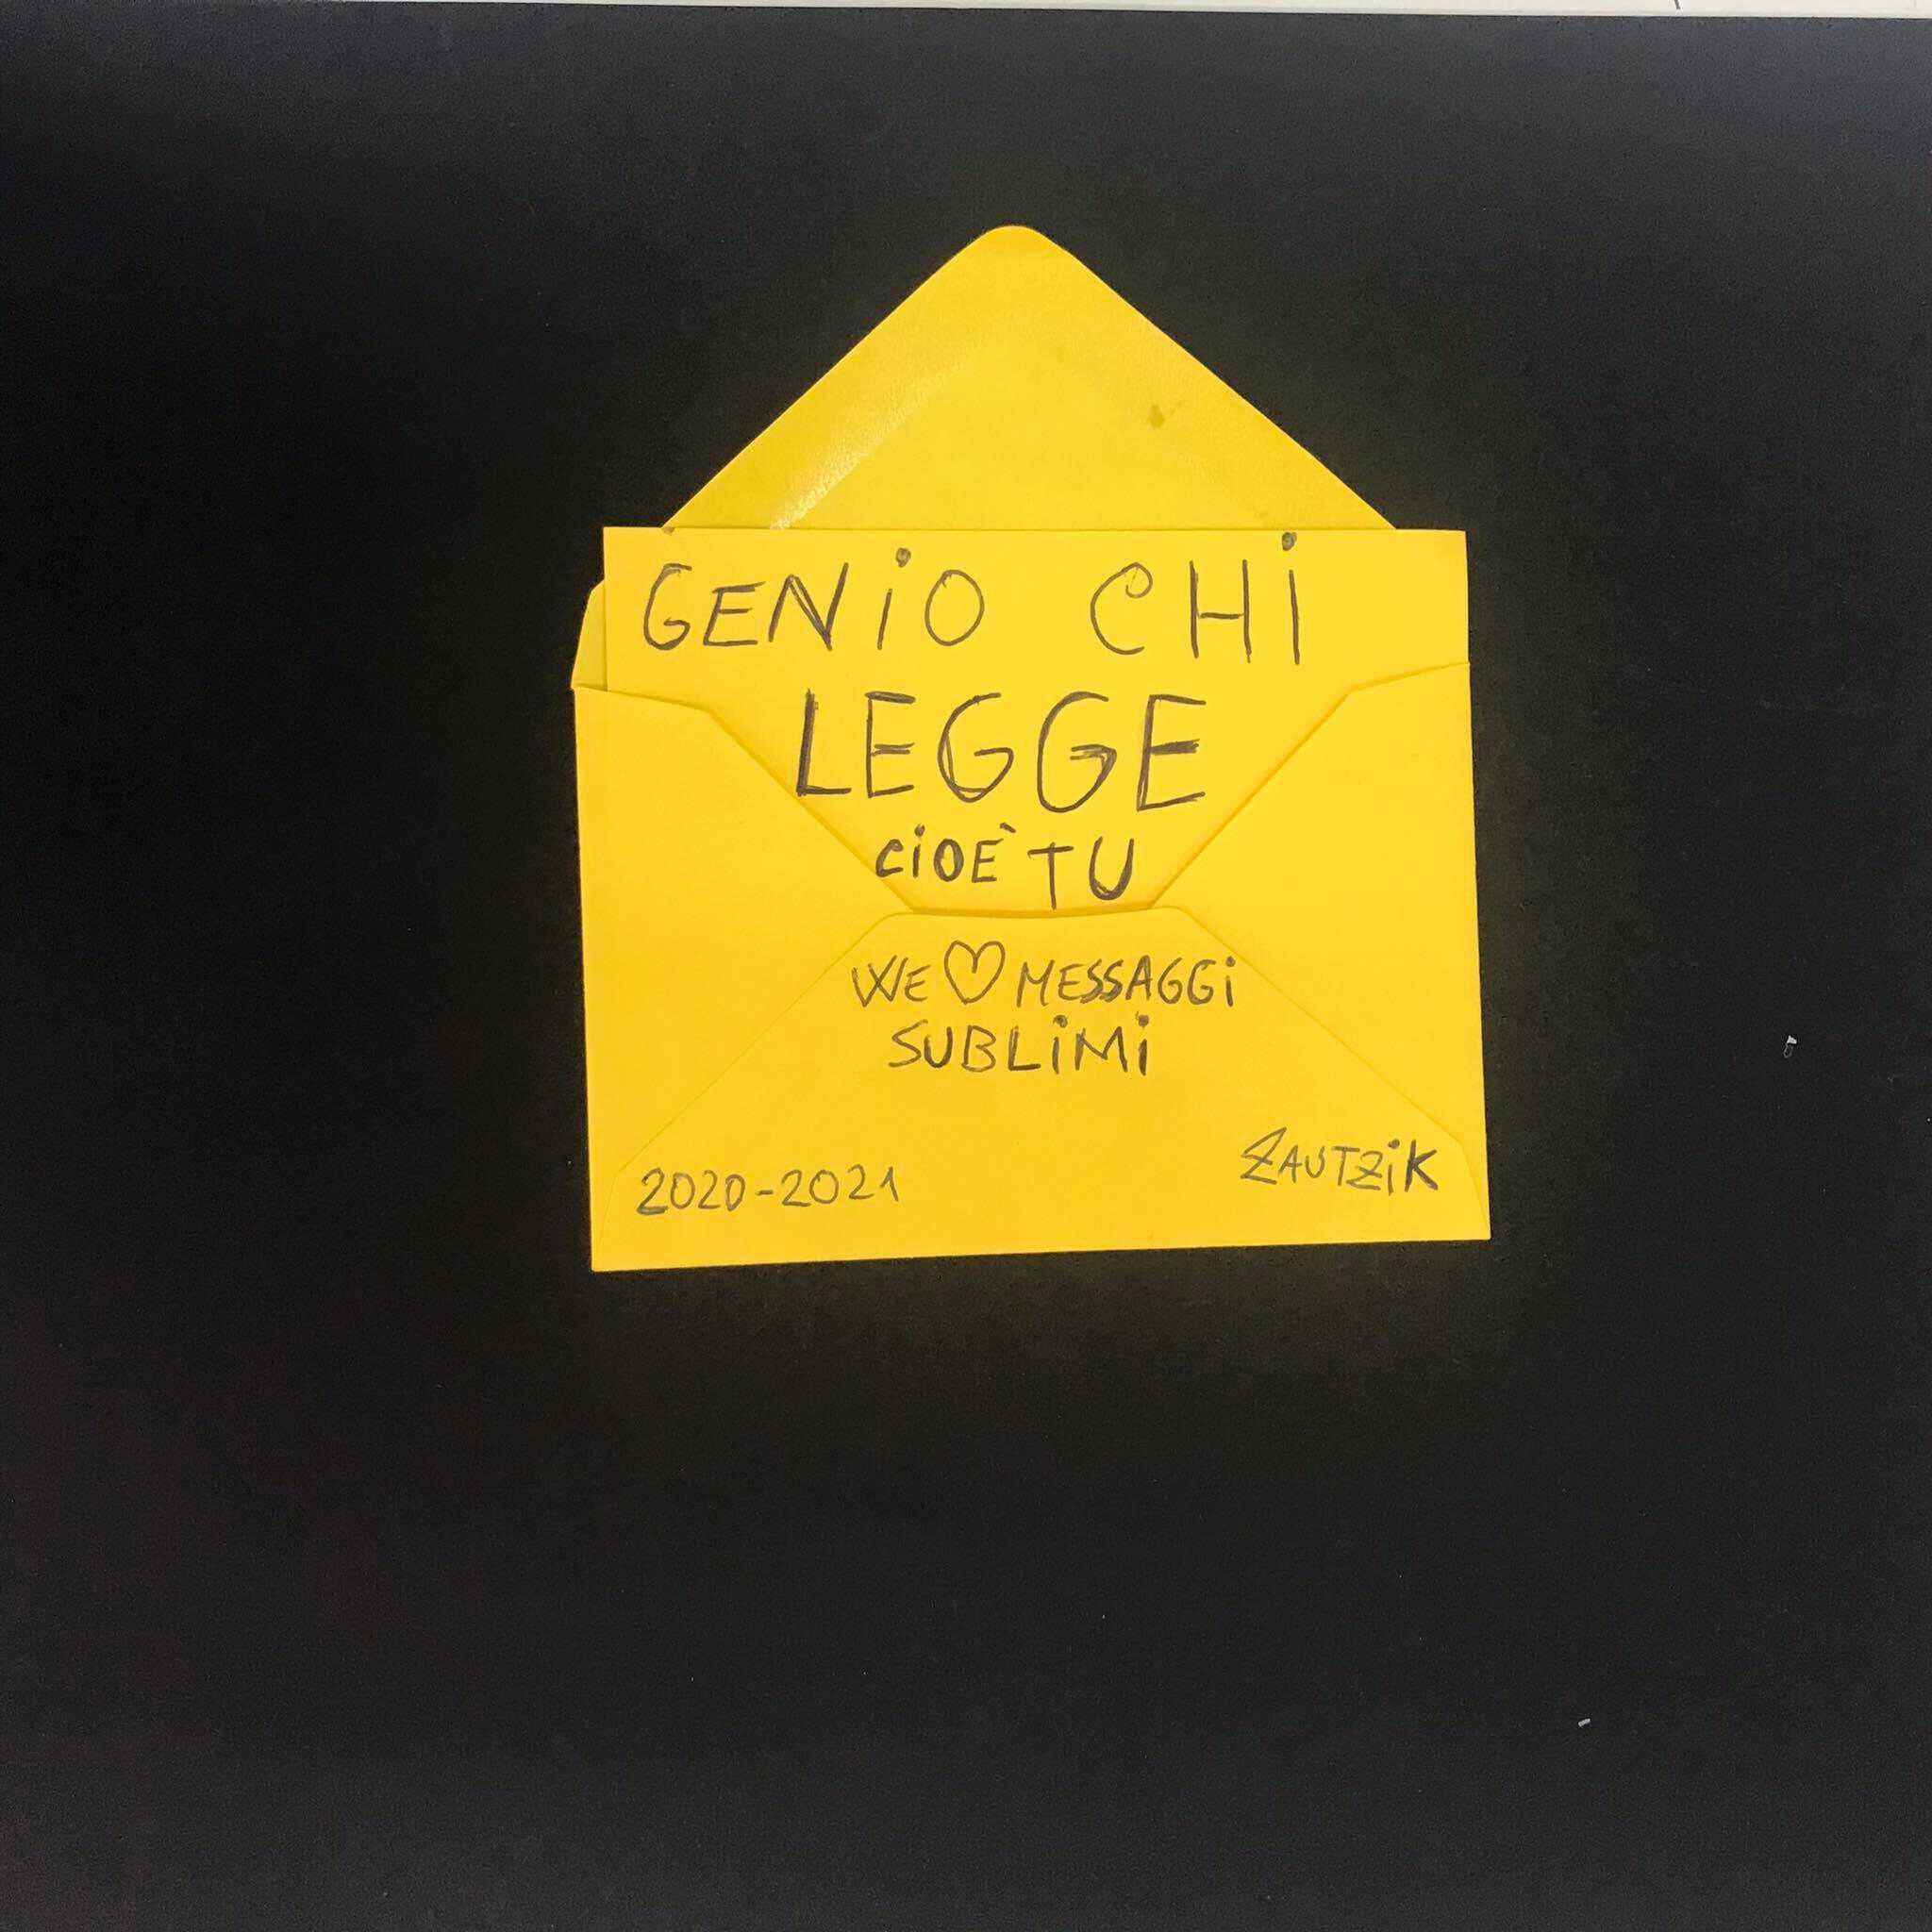 GENiO CHi
LEGGE
CiOÈ TU
WE ♡ MESSAGGi
SUBLiMi
2020-2021
ZAUTZiK